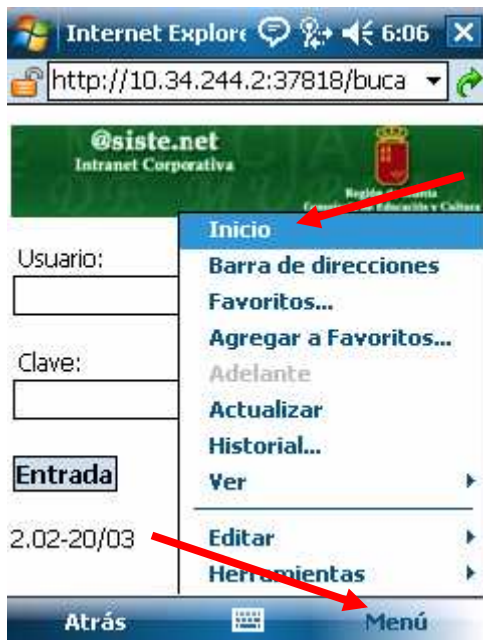 Internet Explore 6:06
http://10.34.244.2:37818/buca
@siste.net
Intranet Corporativa
Región de Murcia
Educación y Cultura
Usuario:
Clave:
Entrada
2.02-20/03
Inicio
Barra de direcciones
Favoritos...
Agregar a Favoritos...
Adelante
Actualizar
Historial...
Ver
Editar
Herramientas
Atrás
Menú